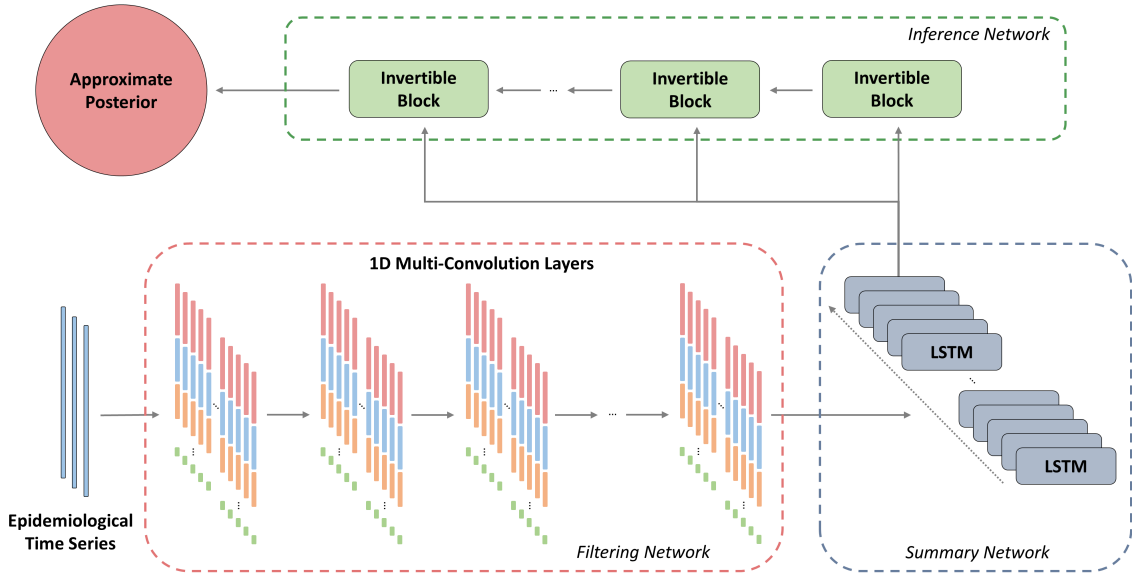 Inference Network
Approximate
Posterior
Invertible
Block
...
Invertible
Block
Invertible
Block
1D Multi-Convolution Layers
LSTM
...
LSTM
...
Epidemiological
Time Series
Filtering Network
Summary Network